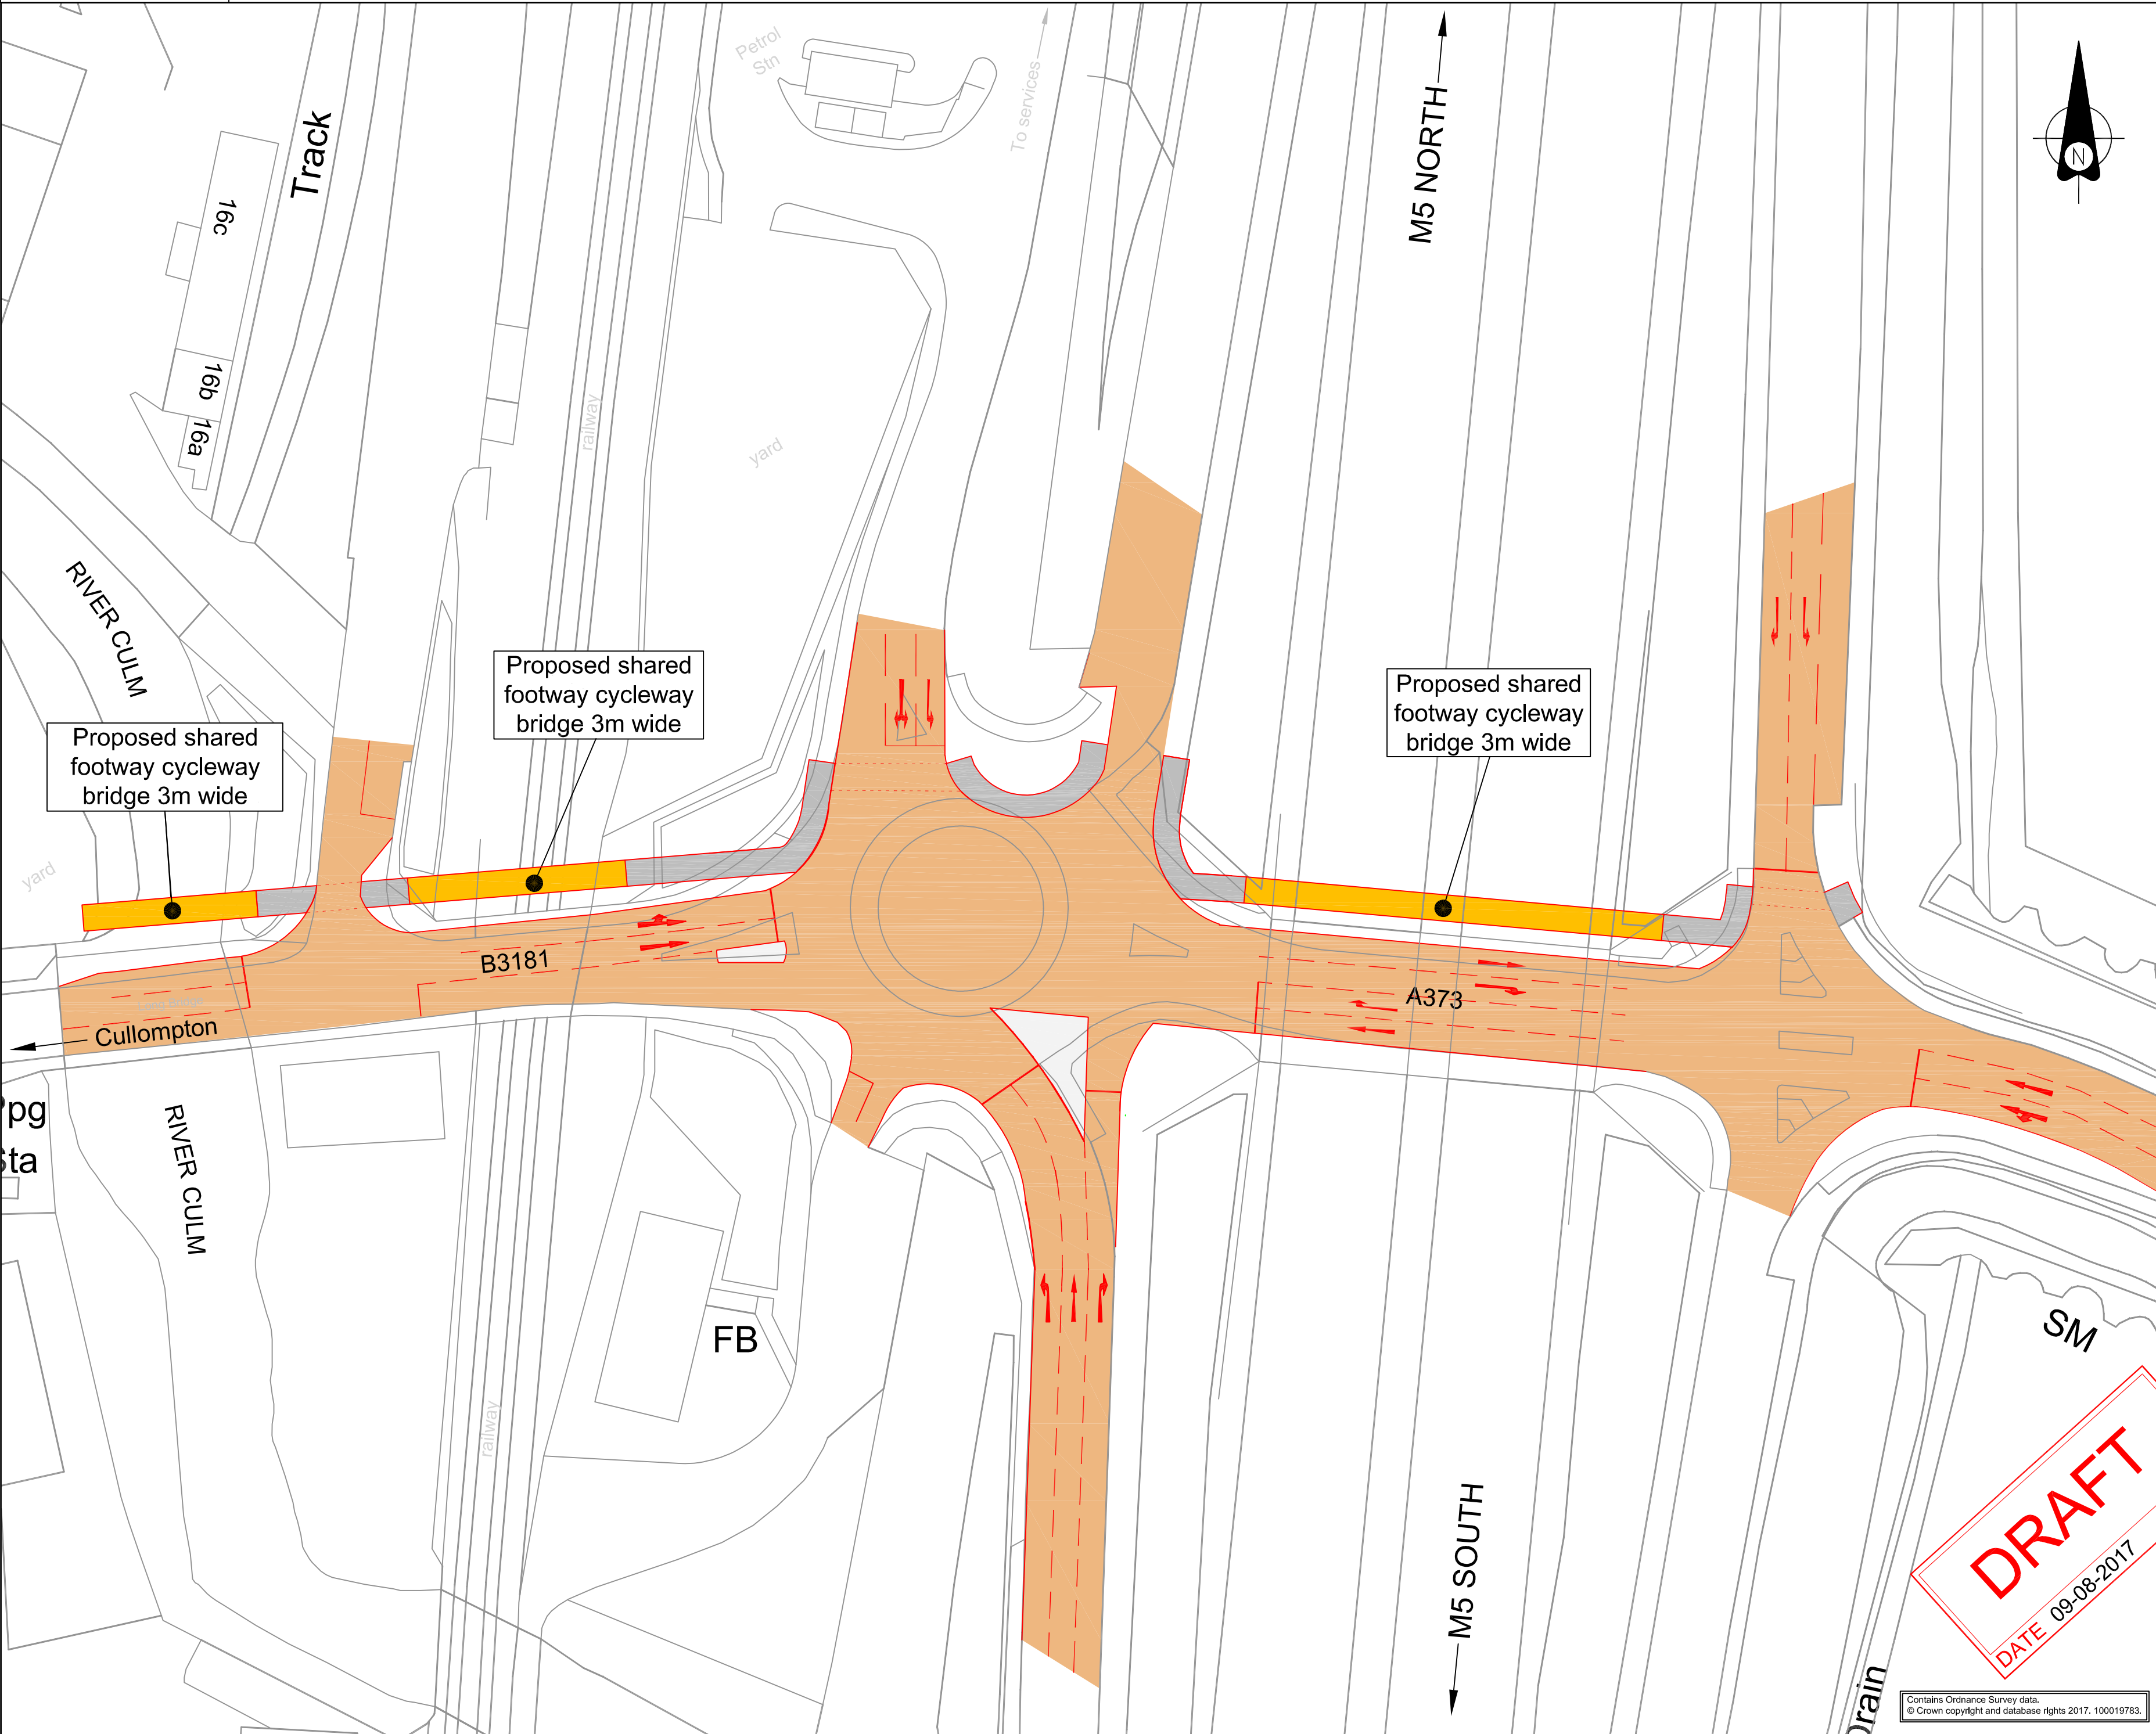 Petrol
Stn
To services
M5 NORTH
N
Track
16c
16b
16a
railway
yard
RIVER CULM
Proposed shared
footway cycleway
bridge 3m wide
Proposed shared
footway cycleway
bridge 3m wide
Proposed shared
footway cycleway
bridge 3m wide
yard
B3181
A373
Cullompton
Ppg
Sta
RIVER CULM
FB
railway
SM
M5 SOUTH
DRAFT
DATE 09-08-2017
Drain
Contains Ordnance Survey data.
© Crown copyright and database rights 2017. 100019783.